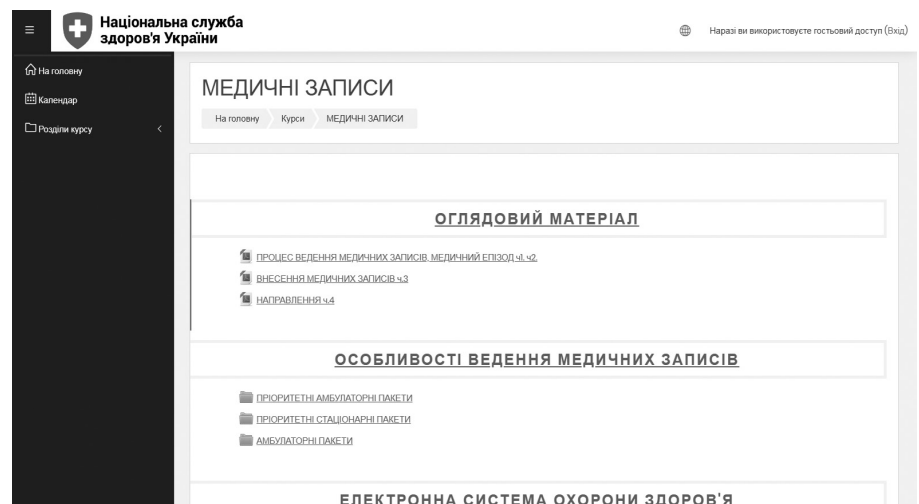 Національна служба
здоров'я України
Наразі ви використовуєте гостьовий доступ (Вхід)
На головну
Календар
Розділи курсу
МЕДИЧНІ ЗАПИСИ
На головну Курси МЕДИЧНІ ЗАПИСИ
ОГЛЯДОВИЙ МАТЕРІАЛ
ПРОЦЕС ВЕДЕННЯ МЕДИЧНИХ ЗАПИСІВ, МЕДИЧНИЙ ЕПІЗОД ч1. ч2.
ВНЕСЕННЯ МЕДИЧНИХ ЗАПИСІВ ч.3
НАПРАВЛЕННЯ ч.4
ОСОБЛИВОСТІ ВЕДЕННЯ МЕДИЧНИХ ЗАПИСІВ
ПРІОРИТЕТНІ АМБУЛАТОРНІ ПАКЕТИ
ПРІОРИТЕТНІ СТАЦІОНАРНІ ПАКЕТИ
АМБУЛАТОРНІ ПАКЕТИ
ЕЛЕКТРОННА СИСТЕМА ОХОРОНИ ЗДОРОВ'Я